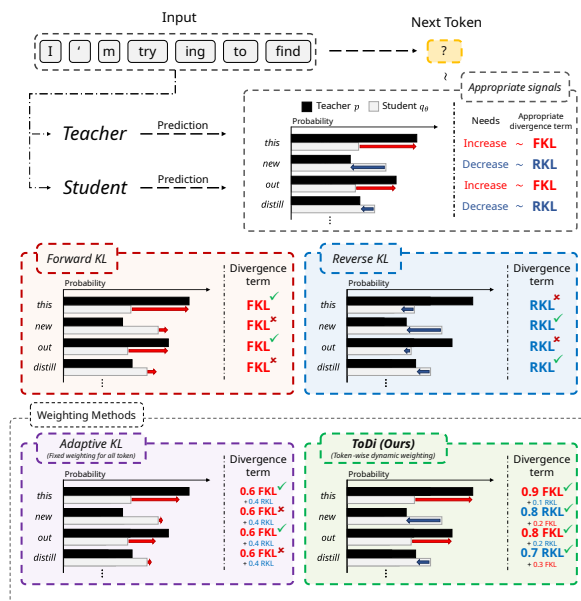 Input
Next Token
I ‘ m try ing to find
?
~
Appropriate signals
Teacher p Student qθ
Probability
Needs Appropriate divergence term
Teacher Prediction
Student Prediction
this Increase ~ FKL
new Decrease ~ RKL
out Increase ~ FKL
distill Decrease ~ RKL
⋮
Forward KL
Probability
Divergence term
this FKL ✓
new FKL ✗
out FKL ✓
distill FKL ✗
⋮
Reverse KL
Probability
Divergence term
this RKL ✗
new RKL ✓
out RKL ✗
distill RKL ✓
⋮
Weighting Methods
Adaptive KL
(Fixed weighting for all token)
Probability
Divergence term
this 0.6 FKL ✓
+ 0.4 RKL
new 0.6 FKL ✗
+ 0.4 RKL
out 0.6 FKL ✓
+ 0.4 RKL
distill 0.6 FKL ✗
+ 0.4 RKL
⋮
ToDi (Ours)
(Token-wise dynamic weighting)
Probability
Divergence term
this 0.9 FKL ✓
+ 0.1 RKL
new 0.8 RKL ✓
+ 0.2 FKL
out 0.8 FKL ✓
+ 0.2 RKL
distill 0.7 RKL ✓
+ 0.3 FKL
⋮